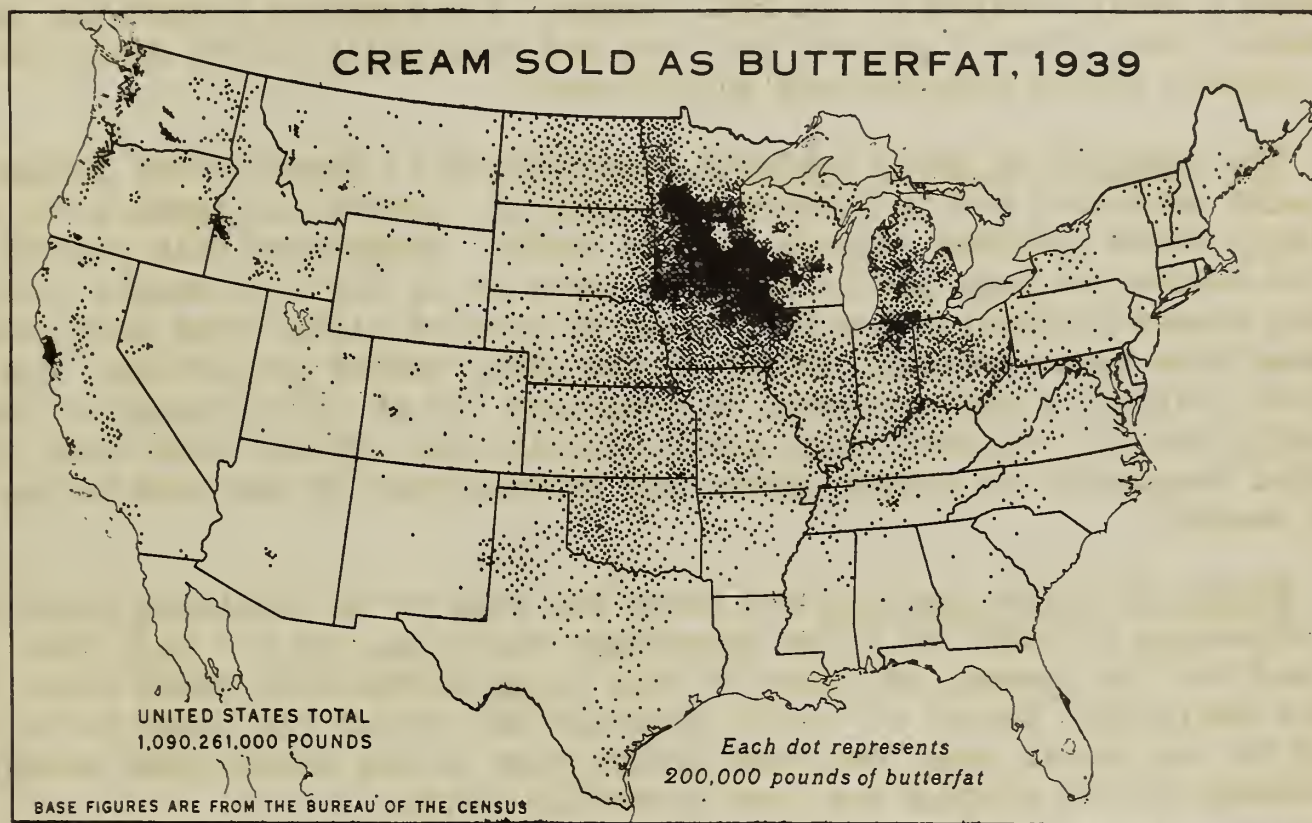 CREAM SOLD AS BUTTERFAT, 1939
UNITED STATES TOTAL
1,090,261,000 POUNDS
Each dot represents
200,000 pounds of butterfat
BASE FIGURES ARE FROM THE BUREAU OF THE CENSUS